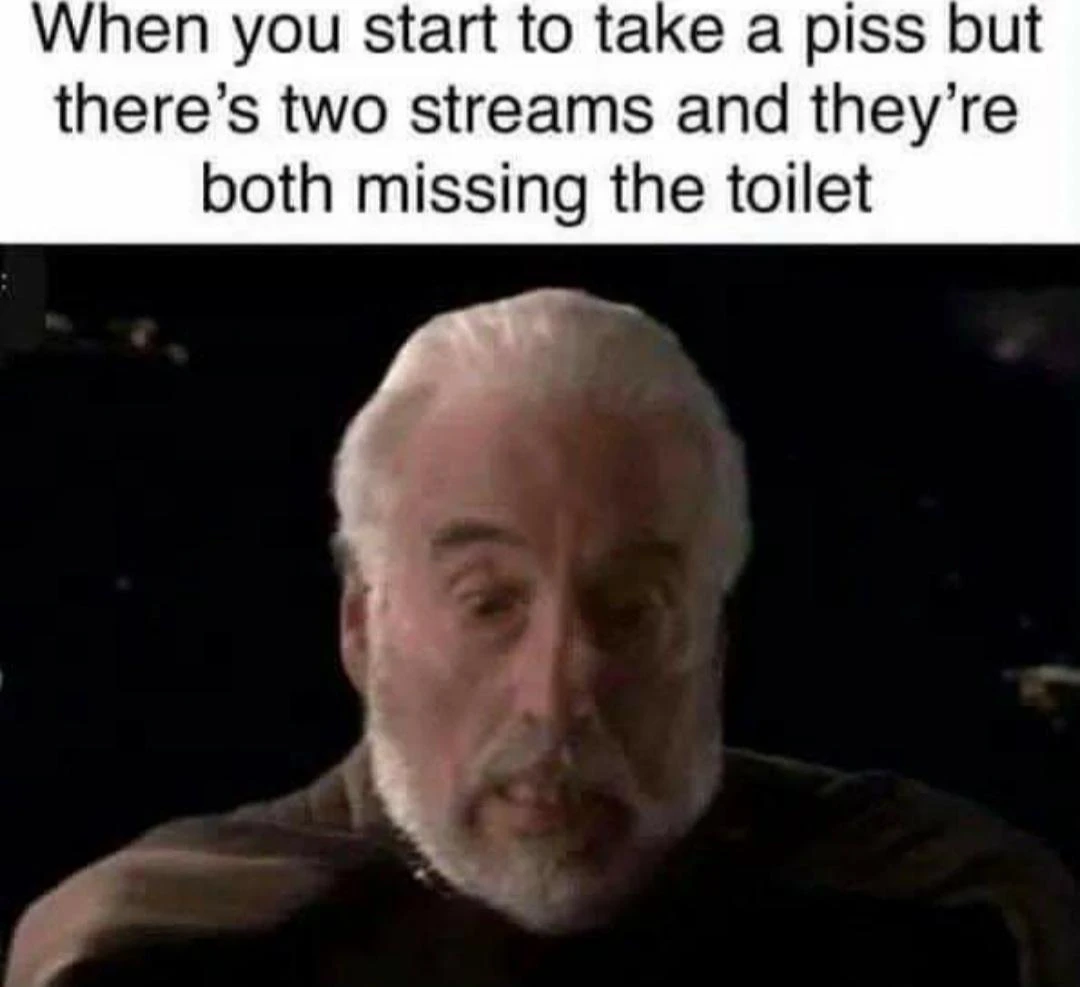 When you start to take a piss but
there’s two streams and they’re
both missing the toilet